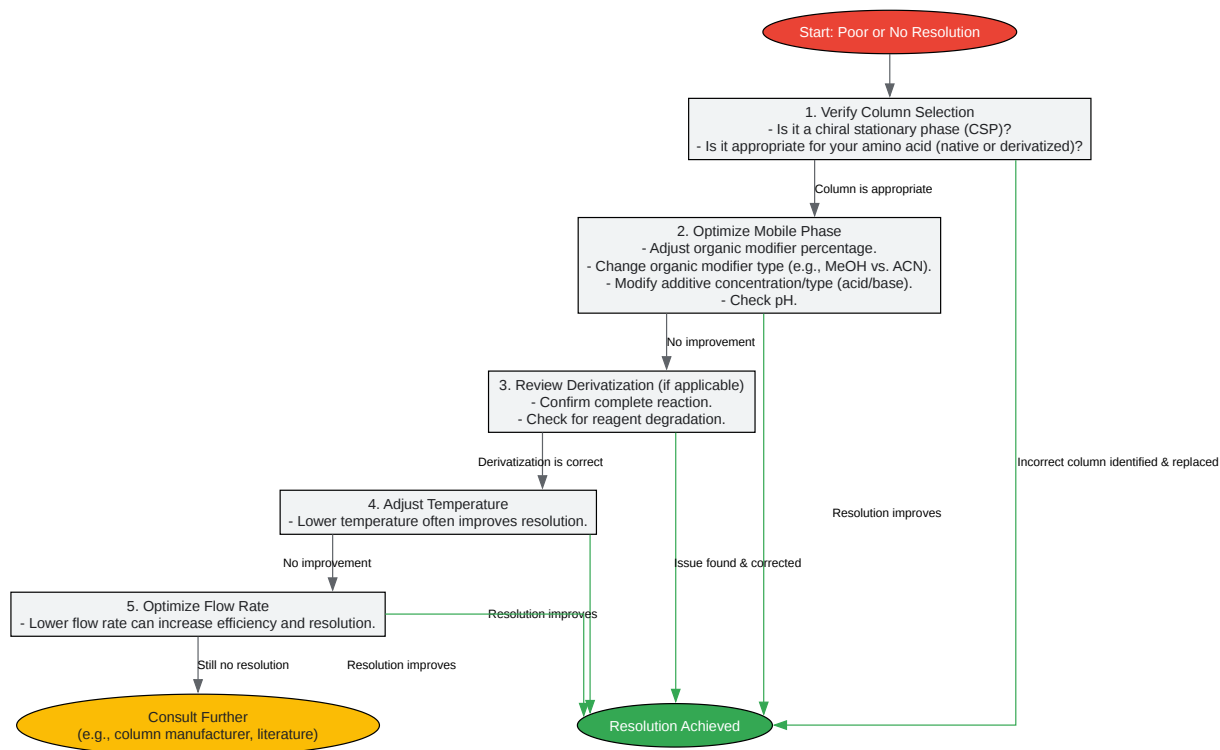 Start: Poor or No Resolution
1. Verify Column Selection
- Is it a chiral stationary phase (CSP)?
- Is it appropriate for your amino acid (native or derivatized)?
Column is appropriate
2. Optimize Mobile Phase
- Adjust organic modifier percentage.
- Change organic modifier type (e.g., MeOH vs. ACN).
- Modify additive concentration/type (acid/base).
- Check pH.
No improvement
3. Review Derivatization (if applicable)
- Confirm complete reaction.
- Check for reagent degradation.
Derivatization is correct
Incorrect column identified & replaced
4. Adjust Temperature
- Lower temperature often improves resolution.
Resolution improves
No improvement
Issue found & corrected
5. Optimize Flow Rate
- Lower flow rate can increase efficiency and resolution.
Resolution improves
Still no resolution
Resolution improves
Consult Further
(e.g., column manufacturer, literature)
Resolution Achieved